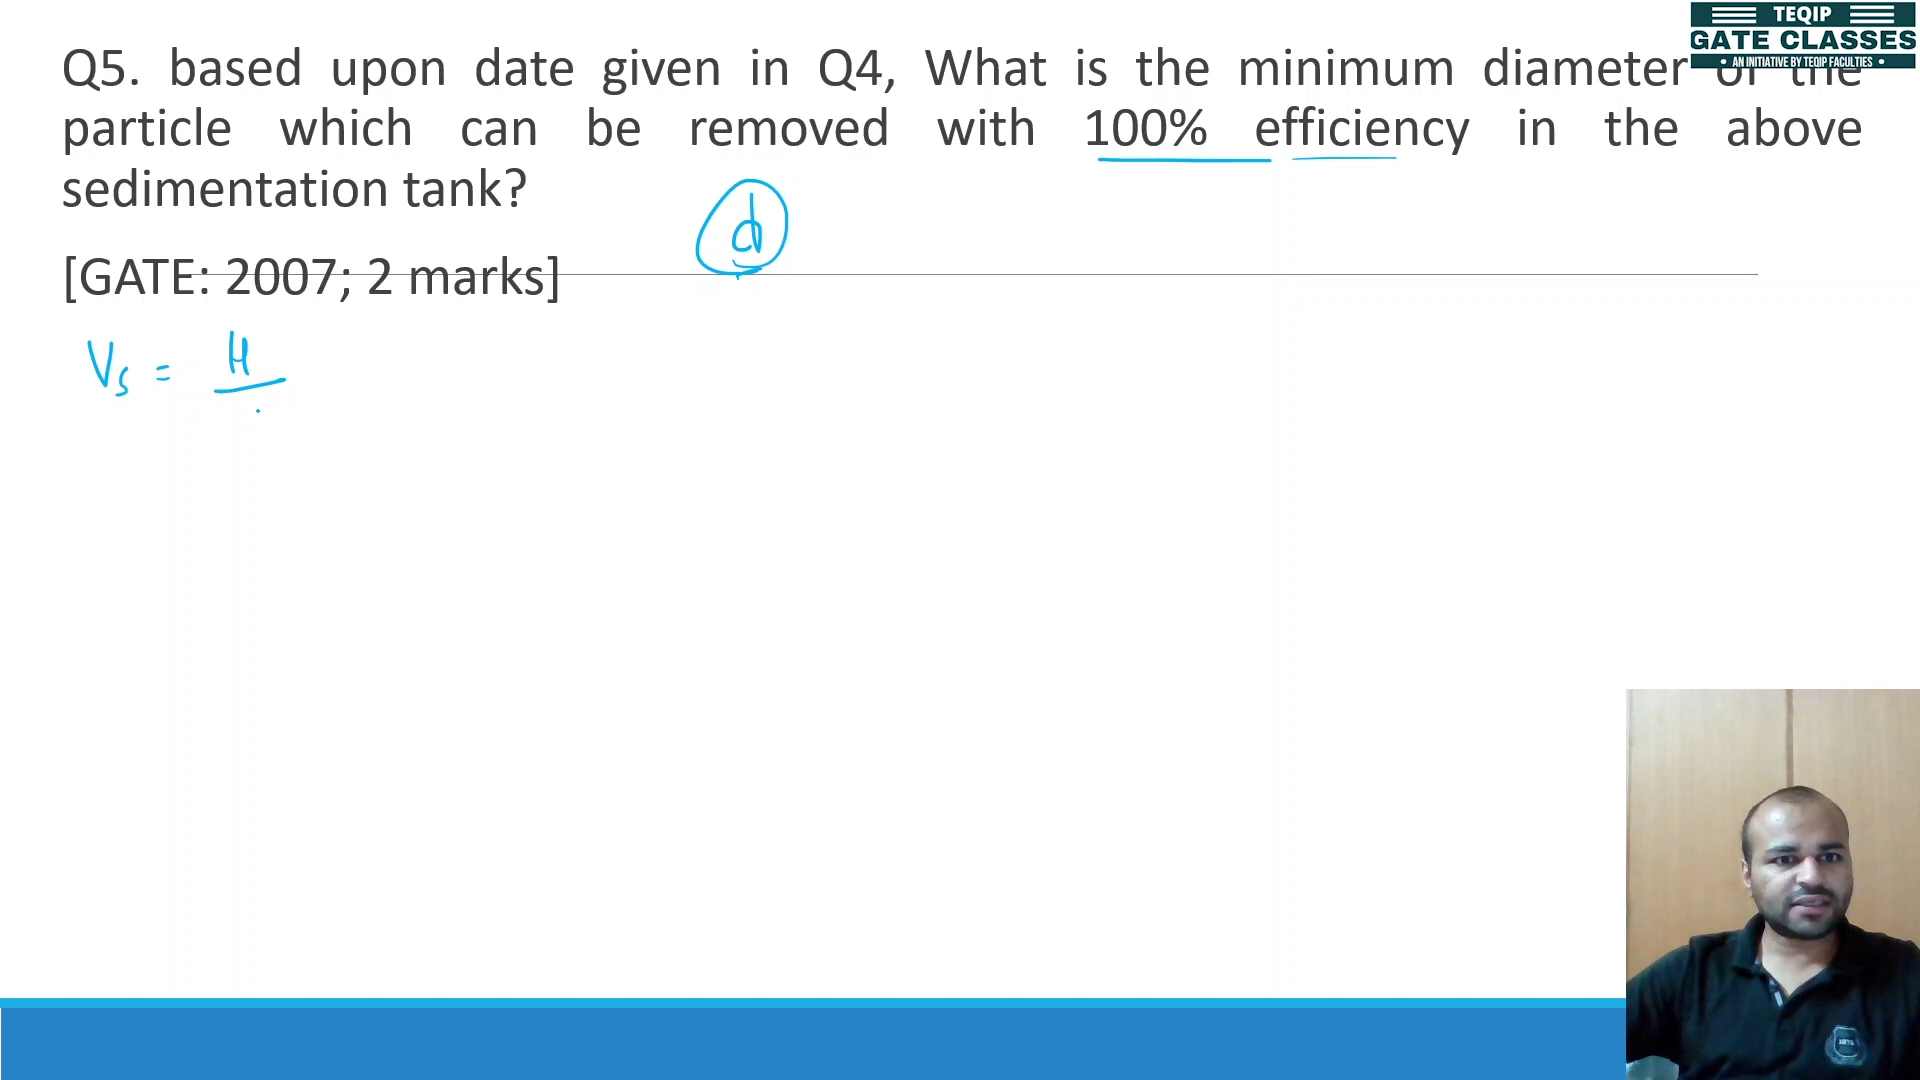 TEQIP
GATE CLASSES
• AN INITIATIVE BY TEQIP FACULTIES •
Q5. based upon date given in Q4, What is the minimum diameter of the
particle which can be removed with 100% efficiency in the above
sedimentation tank?
d
[GATE: 2007; 2 marks]
Vs = H